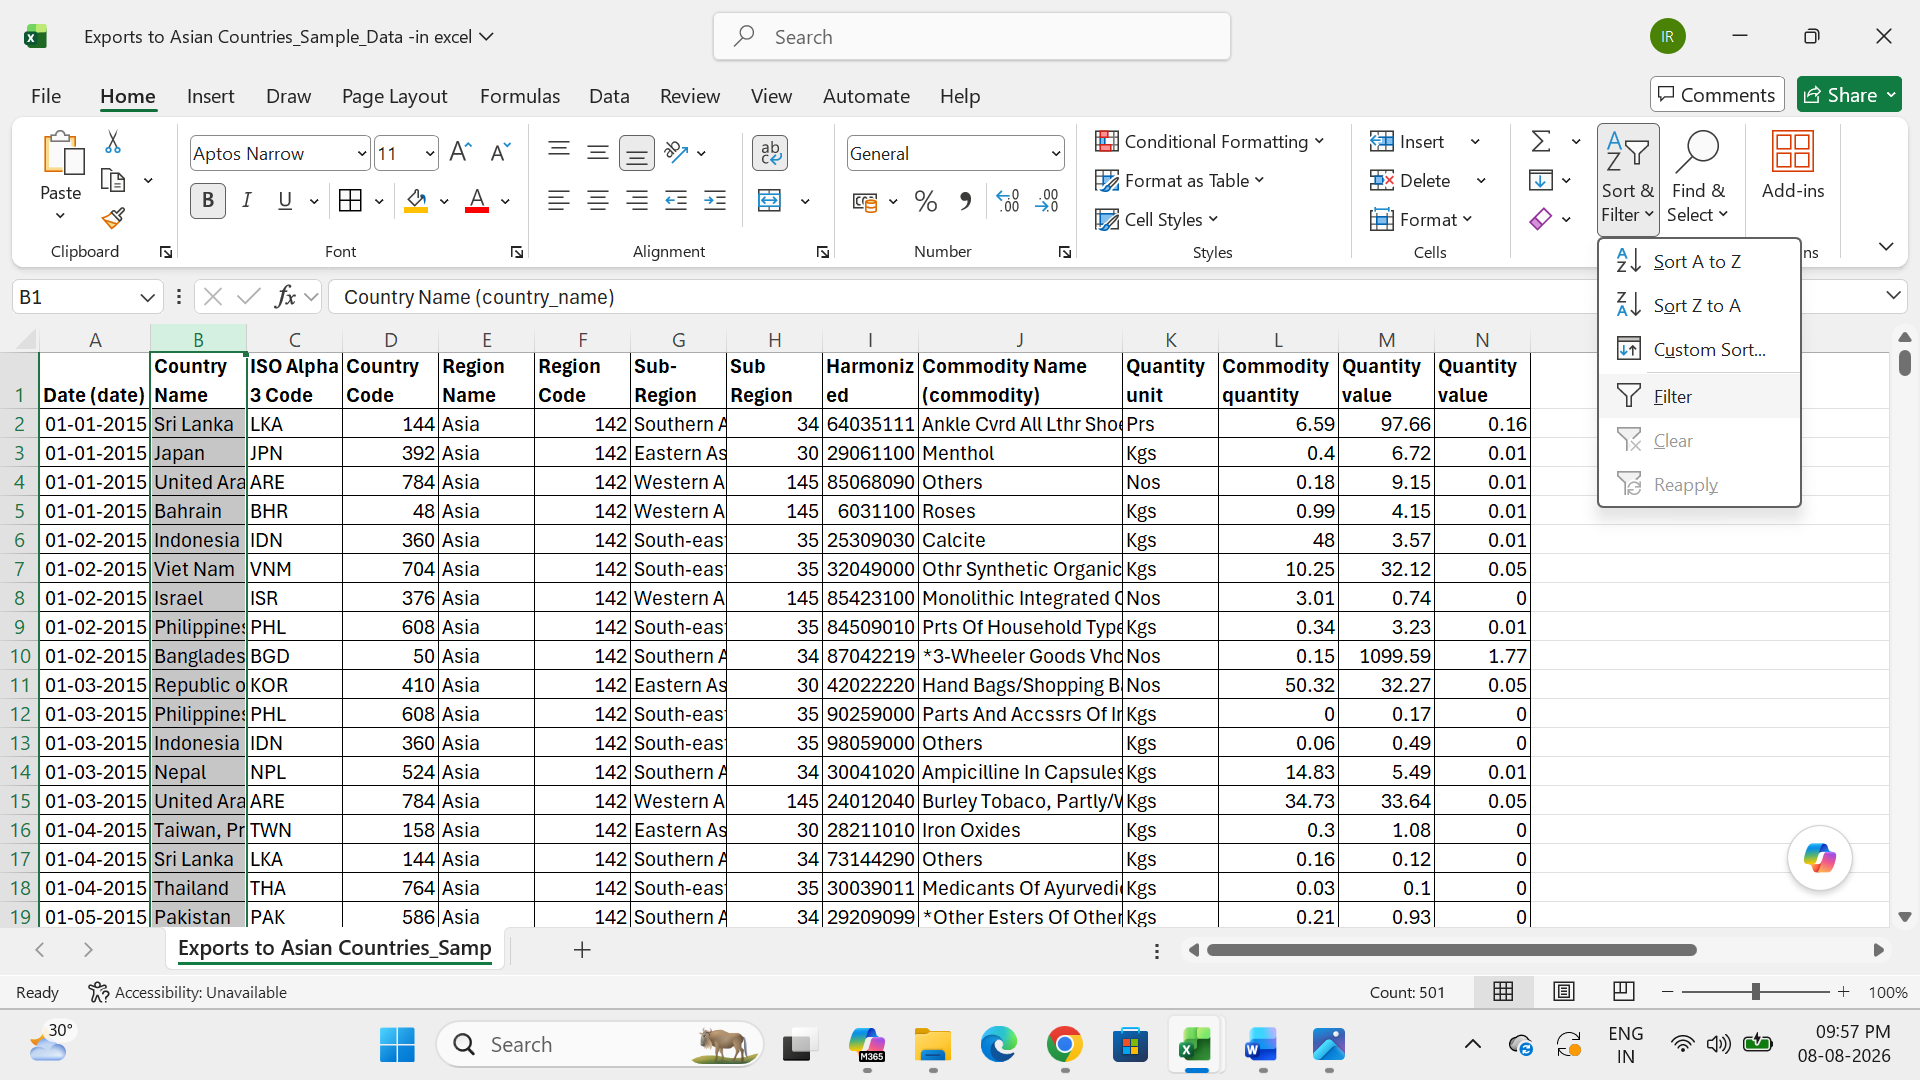 Exports to Asian Countries_Sample_Data -in excel
Search
IR
File Home Insert Draw Page Layout Formulas Data Review View Automate Help
Comments Share
Paste
Aptos Narrow 11
General
Conditional Formatting
Format as Table
Cell Styles
Insert
Delete
Format
Sort & Filter
Find & Select
Add-ins
Clipboard Font Alignment Number Styles Cells ns
Sort A to Z
Sort Z to A
Custom Sort...
Filter
Clear
Reapply
B1 fx Country Name (country_name)
A B C D E F G H I J K L M N
1 Date (date) Country Name ISO Alpha 3 Code Country Code Region Name Region Code Sub-Region Sub Region Harmoniz ed Commodity Name (commodity) Quantity unit Commodity quantity Quantity value Quantity value
2 01-01-2015 Sri Lanka LKA 144 Asia 142 Southern A 34 64035111 Ankle Cvrd All Lthr Shoe Prs 6.59 97.66 0.16
3 01-01-2015 Japan JPN 392 Asia 142 Eastern As 30 29061100 Menthol Kgs 0.4 6.72 0.01
4 01-01-2015 United Ara ARE 784 Asia 142 Western A 145 85068090 Others Nos 0.18 9.15 0.01
5 01-01-2015 Bahrain BHR 48 Asia 142 Western A 145 6031100 Roses Kgs 0.99 4.15 0.01
6 01-02-2015 Indonesia IDN 360 Asia 142 South-east 35 25309030 Calcite Kgs 48 3.57 0.01
7 01-02-2015 Viet Nam VNM 704 Asia 142 South-east 35 32049000 Othr Synthetic Organic Kgs 10.25 32.12 0.05
8 01-02-2015 Israel ISR 376 Asia 142 Western A 145 85423100 Monolithic Integrated C Nos 3.01 0.74 0
9 01-02-2015 Philippines PHL 608 Asia 142 South-east 35 84509010 Prts Of Household Type Kgs 0.34 3.23 0.01
10 01-02-2015 Banglades BGD 50 Asia 142 Southern A 34 87042219 *3-Wheeler Goods Vhc Nos 0.15 1099.59 1.77
11 01-03-2015 Republic o KOR 410 Asia 142 Eastern As 30 42022220 Hand Bags/Shopping B Nos 50.32 32.27 0.05
12 01-03-2015 Philippines PHL 608 Asia 142 South-east 35 90259000 Parts And Accssrs Of In Kgs 0 0.17 0
13 01-03-2015 Indonesia IDN 360 Asia 142 South-east 35 98059000 Others Kgs 0.06 0.49 0
14 01-03-2015 Nepal NPL 524 Asia 142 Southern A 34 30041020 Ampicilline In Capsules Kgs 14.83 5.49 0.01
15 01-03-2015 United Ara ARE 784 Asia 142 Western A 145 24012040 Burley Tobacco, Partly/V Kgs 34.73 33.64 0.05
16 01-04-2015 Taiwan, Pr TWN 158 Asia 142 Eastern As 30 28211010 Iron Oxides Kgs 0.3 1.08 0
17 01-04-2015 Sri Lanka LKA 144 Asia 142 Southern A 34 73144290 Others Kgs 0.16 0.12 0
18 01-04-2015 Thailand THA 764 Asia 142 South-east 35 30039011 Medicants Of Ayurvedi Kgs 0.03 0.1 0
19 01-05-2015 Pakistan PAK 586 Asia 142 Southern A 34 29209099 *Other Esters Of Other Kgs 0.21 0.93 0
Exports to Asian Countries_Samp
Ready Accessibility: Unavailable Count: 501 100%
30° Search M365 ENG IN 09:57 PM 08-08-2026